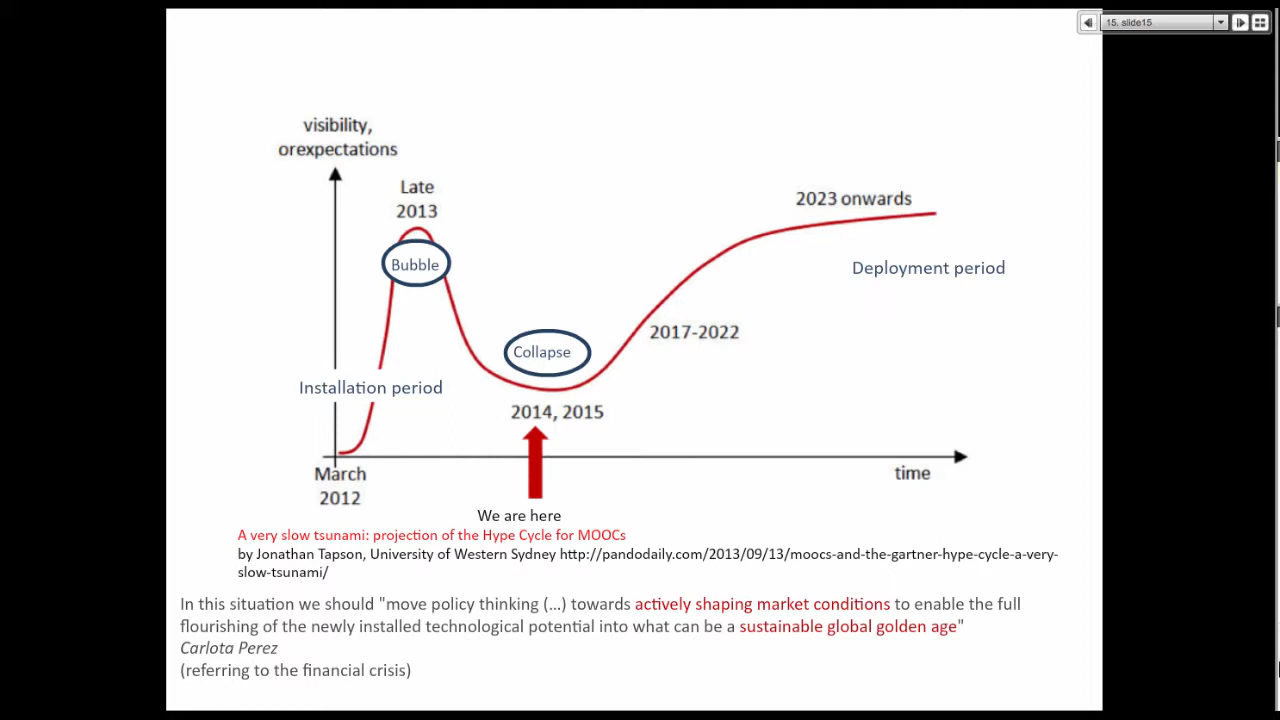 15. slide15
visibility,
orexpectations
Late
2013
2023 onwards
Bubble
Deployment period
2017-2022
Collapse
Installation period
2014, 2015
March
2012
time
We are here
A very slow tsunami: projection of the Hype Cycle for MOOCs
by Jonathan Tapson, University of Western Sydney http://pandodaily.com/2013/09/13/moocs-and-the-gartner-hype-cycle-a-very-
slow-tsunami/
In this situation we should "move policy thinking (...) towards actively shaping market conditions to enable the full
flourishing of the newly installed technological potential into what can be a sustainable global golden age"
Carlota Perez
(referring to the financial crisis)